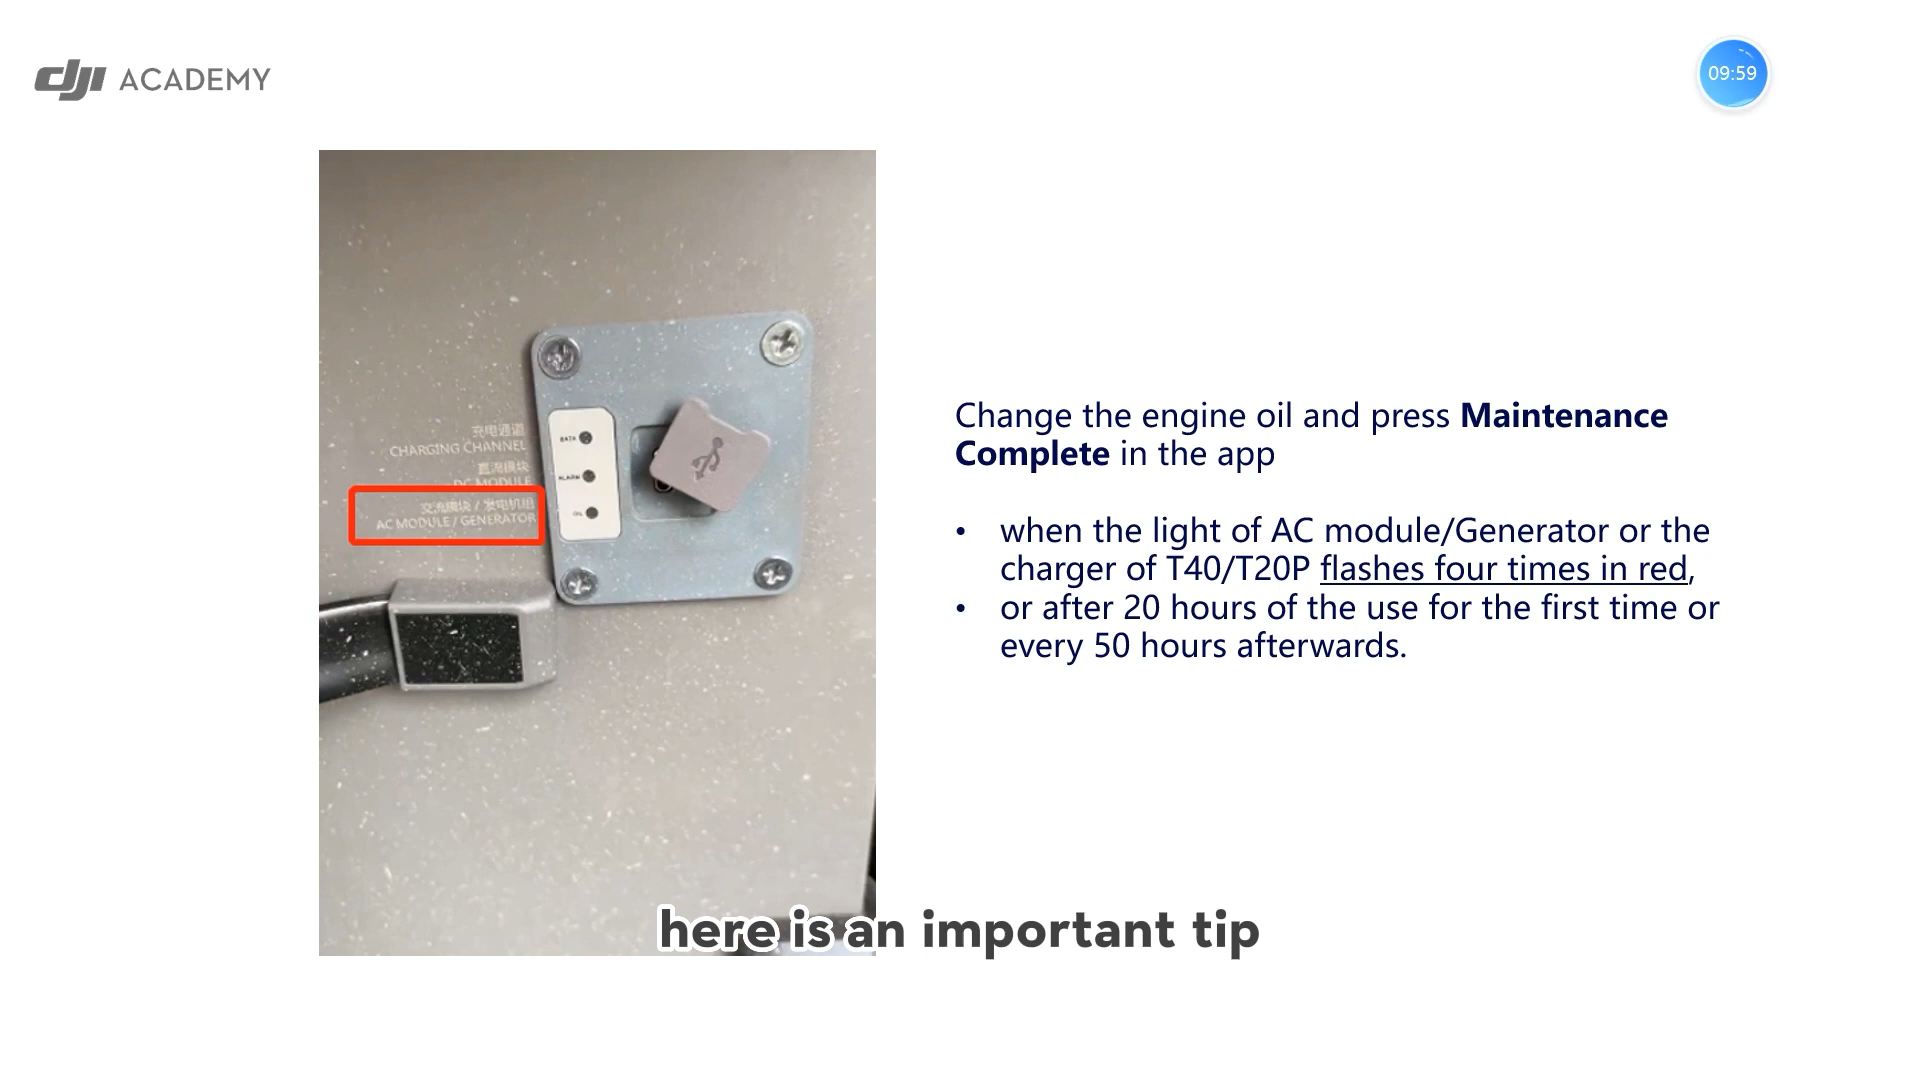 dji ACADEMY
09:59
充电通道
CHARGING CHANNEL
直流模块
DC MODULE
交流模块 / 发电机组
AC MODULE / GENERATOR
DATA
ALARM
OIL
Change the engine oil and press Maintenance
Complete in the app
• when the light of AC module/Generator or the
charger of T40/T20P flashes four times in red,
• or after 20 hours of the use for the first time or
every 50 hours afterwards.
here is an important tip